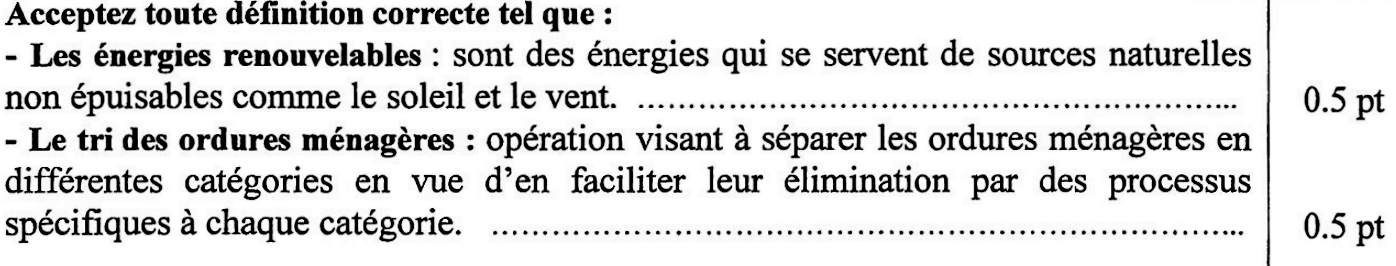 Acceptez toute définition correcte tel que :
- Les énergies renouvelables : sont des énergies qui se servent de sources naturelles
non épuisables comme le soleil et le vent. ............................................................ 0.5 pt
- Le tri des ordures ménagères : opération visant à séparer les ordures ménagères en
différentes catégories en vue d'en faciliter leur élimination par des processus
spécifiques à chaque catégorie. ........................................................................... 0.5 pt